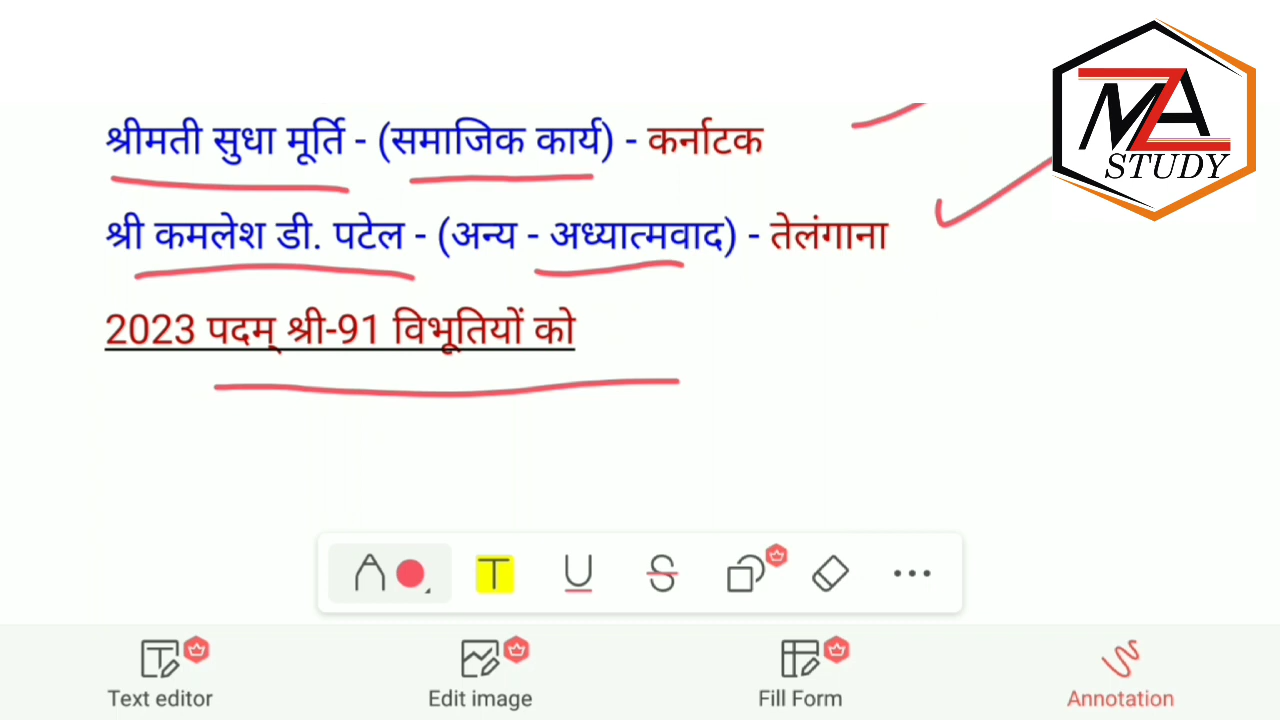 श्रीमती सुधा मूर्ति - (समाजिक कार्य) - कर्नाटक
श्री कमलेश डी. पटेल - (अन्य - अध्यात्मवाद) - तेलंगाना
2023 पदम् श्री-91 विभूतियों को
MZA
STUDY
T U S
Text editor
Edit image
Fill Form
Annotation